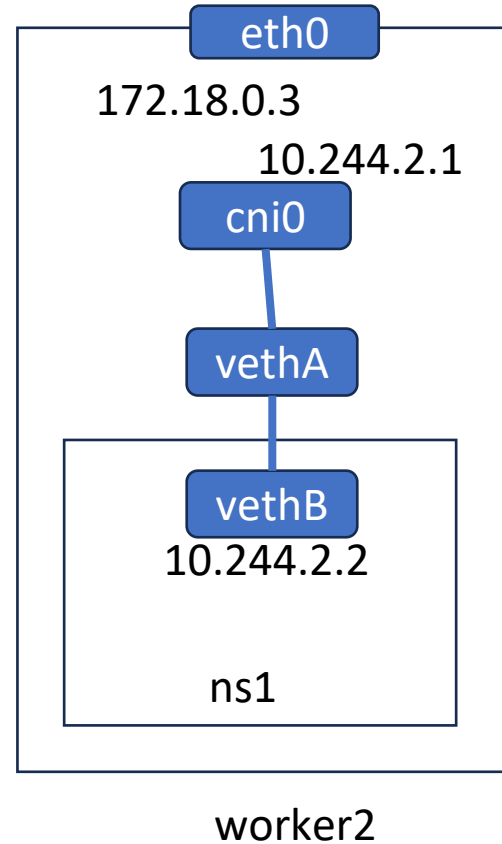 eth0
172.18.0.3
10.244.2.1
cni0
vethA
vethB
10.244.2.2
ns1
worker2